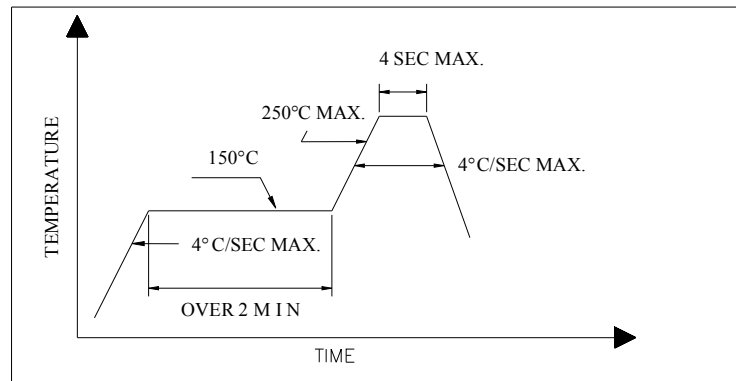 4 SEC MAX.
250°C MAX.
150°C
4°C/SEC MAX.
4°C/SEC MAX.
OVER 2 M I N
TEMPERATURE
TIME